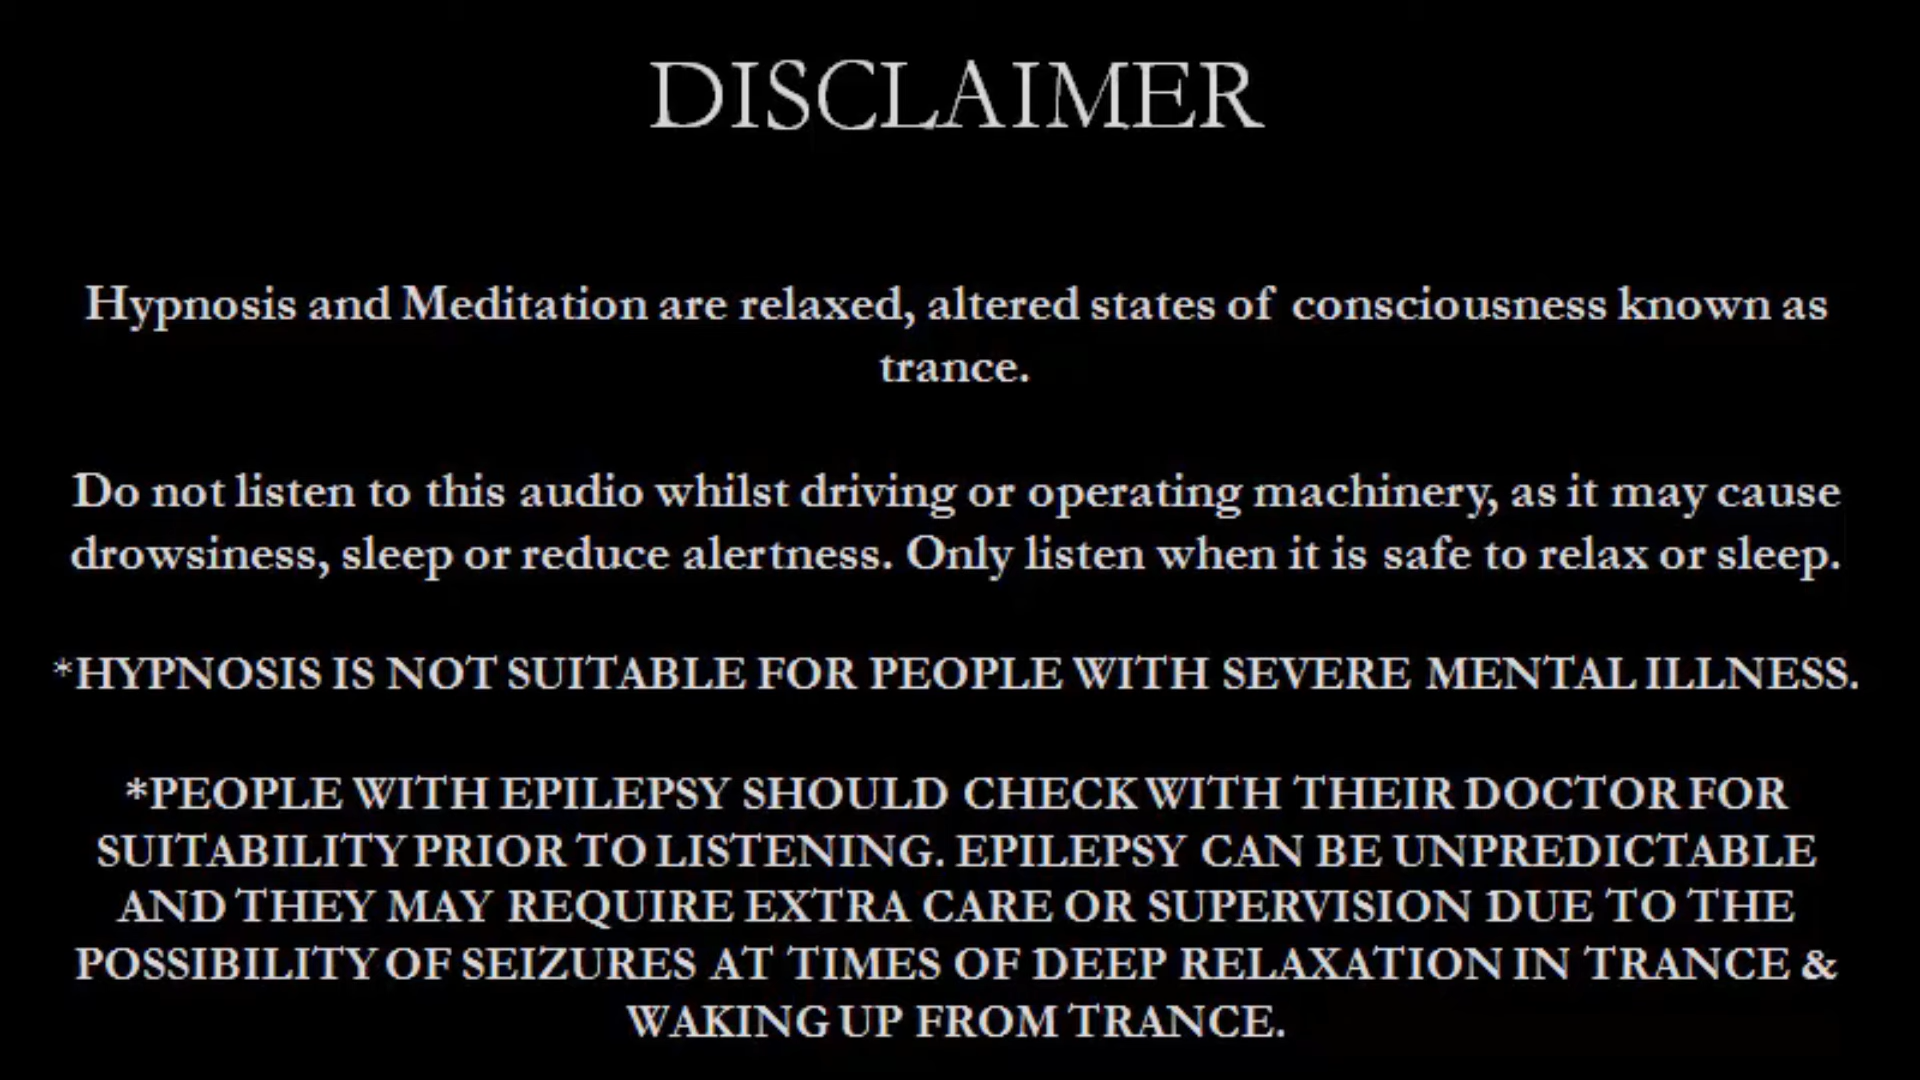 DISCLAIMER
Hypnosis and Meditation are relaxed, altered states of consciousness known as
trance.
Do not listen to this audio whilst driving or operating machinery, as it may cause
drowsiness, sleep or reduce alertness. Only listen when it is safe to relax or sleep.
*HYPNOSIS IS NOT SUITABLE FOR PEOPLE WITH SEVERE MENTAL ILLNESS.
*PEOPLE WITH EPILEPSY SHOULD CHECK WITH THEIR DOCTOR FOR
SUITABILITY PRIOR TO LISTENING. EPILEPSY CAN BE UNPREDICTABLE
AND THEY MAY REQUIRE EXTRA CARE OR SUPERVISION DUE TO THE
POSSIBILITY OF SEIZURES AT TIMES OF DEEP RELAXATION IN TRANCE &
WAKING UP FROM TRANCE.